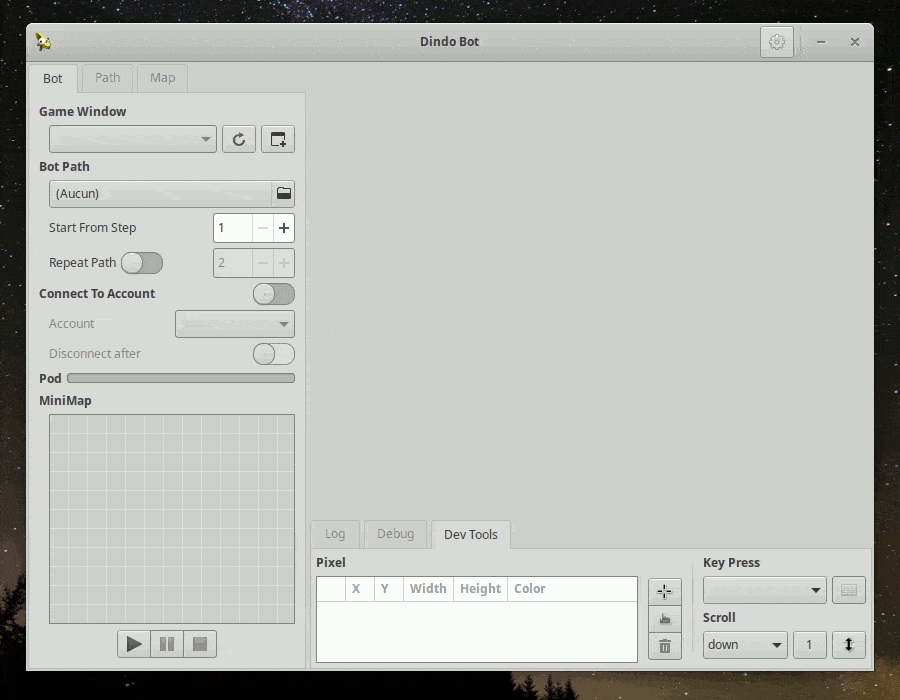 Dindo Bot
Bot Path Map
Game Window
Bot Path
(Aucun)
Start From Step 1
Repeat Path 2
Connect To Account
Account
Disconnect after
Pod
MiniMap
Log Debug Dev Tools
Pixel
X Y Width Height Color
Key Press
Scroll
down 1